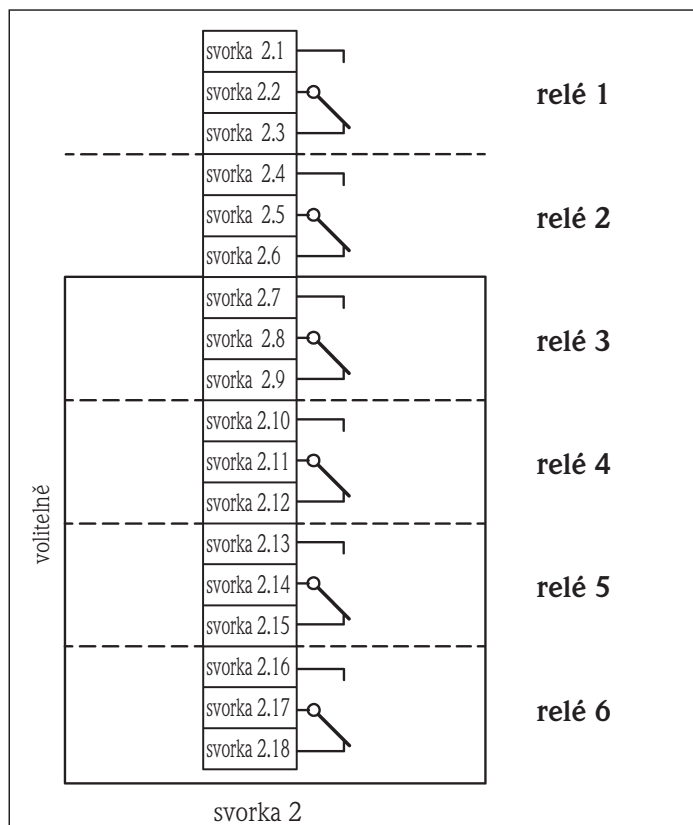 svorka 2.1
svorka 2.2
relé 1
svorka 2.3
svorka 2.4
svorka 2.5
relé 2
svorka 2.6
svorka 2.7
svorka 2.8
relé 3
svorka 2.9
svorka 2.10
svorka 2.11
relé 4
svorka 2.12
volitelně
svorka 2.13
svorka 2.14
relé 5
svorka 2.15
svorka 2.16
svorka 2.17
relé 6
svorka 2.18
svorka 2